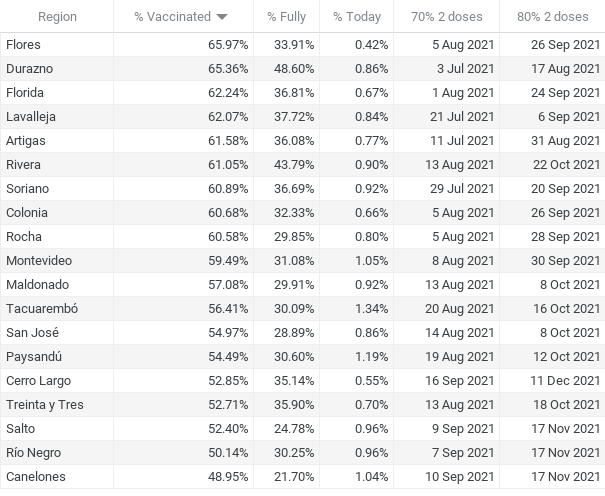 Region % Vaccinated % Fully % Today 70% 2 doses 80% 2 doses
Flores 65.97% 33.91% 0.42% 5 Aug 2021 26 Sep 2021
Durazno 65.36% 48.60% 0.86% 3 Jul 2021 17 Aug 2021
Florida 62.24% 36.81% 0.67% 1 Aug 2021 24 Sep 2021
Lavalleja 62.07% 37.72% 0.84% 21 Jul 2021 6 Sep 2021
Artigas 61.58% 36.08% 0.77% 11 Jul 2021 31 Aug 2021
Rivera 61.05% 43.79% 0.90% 13 Aug 2021 22 Oct 2021
Soriano 60.89% 36.69% 0.92% 29 Jul 2021 20 Sep 2021
Colonia 60.68% 32.33% 0.66% 5 Aug 2021 26 Sep 2021
Rocha 60.58% 29.85% 0.80% 5 Aug 2021 28 Sep 2021
Montevideo 59.49% 31.08% 1.05% 8 Aug 2021 30 Sep 2021
Maldonado 57.08% 29.91% 0.92% 13 Aug 2021 8 Oct 2021
Tacuarembó 56.41% 30.09% 1.34% 20 Aug 2021 16 Oct 2021
San José 54.97% 28.89% 0.86% 14 Aug 2021 8 Oct 2021
Paysandú 54.49% 30.60% 1.19% 19 Aug 2021 12 Oct 2021
Cerro Largo 52.85% 35.14% 0.55% 16 Sep 2021 11 Dec 2021
Treinta y Tres 52.71% 35.90% 0.70% 13 Aug 2021 18 Oct 2021
Salto 52.40% 24.78% 0.96% 9 Sep 2021 17 Nov 2021
Río Negro 50.14% 30.25% 0.96% 7 Sep 2021 17 Nov 2021
Canelones 48.95% 21.70% 1.04% 10 Sep 2021 17 Nov 2021